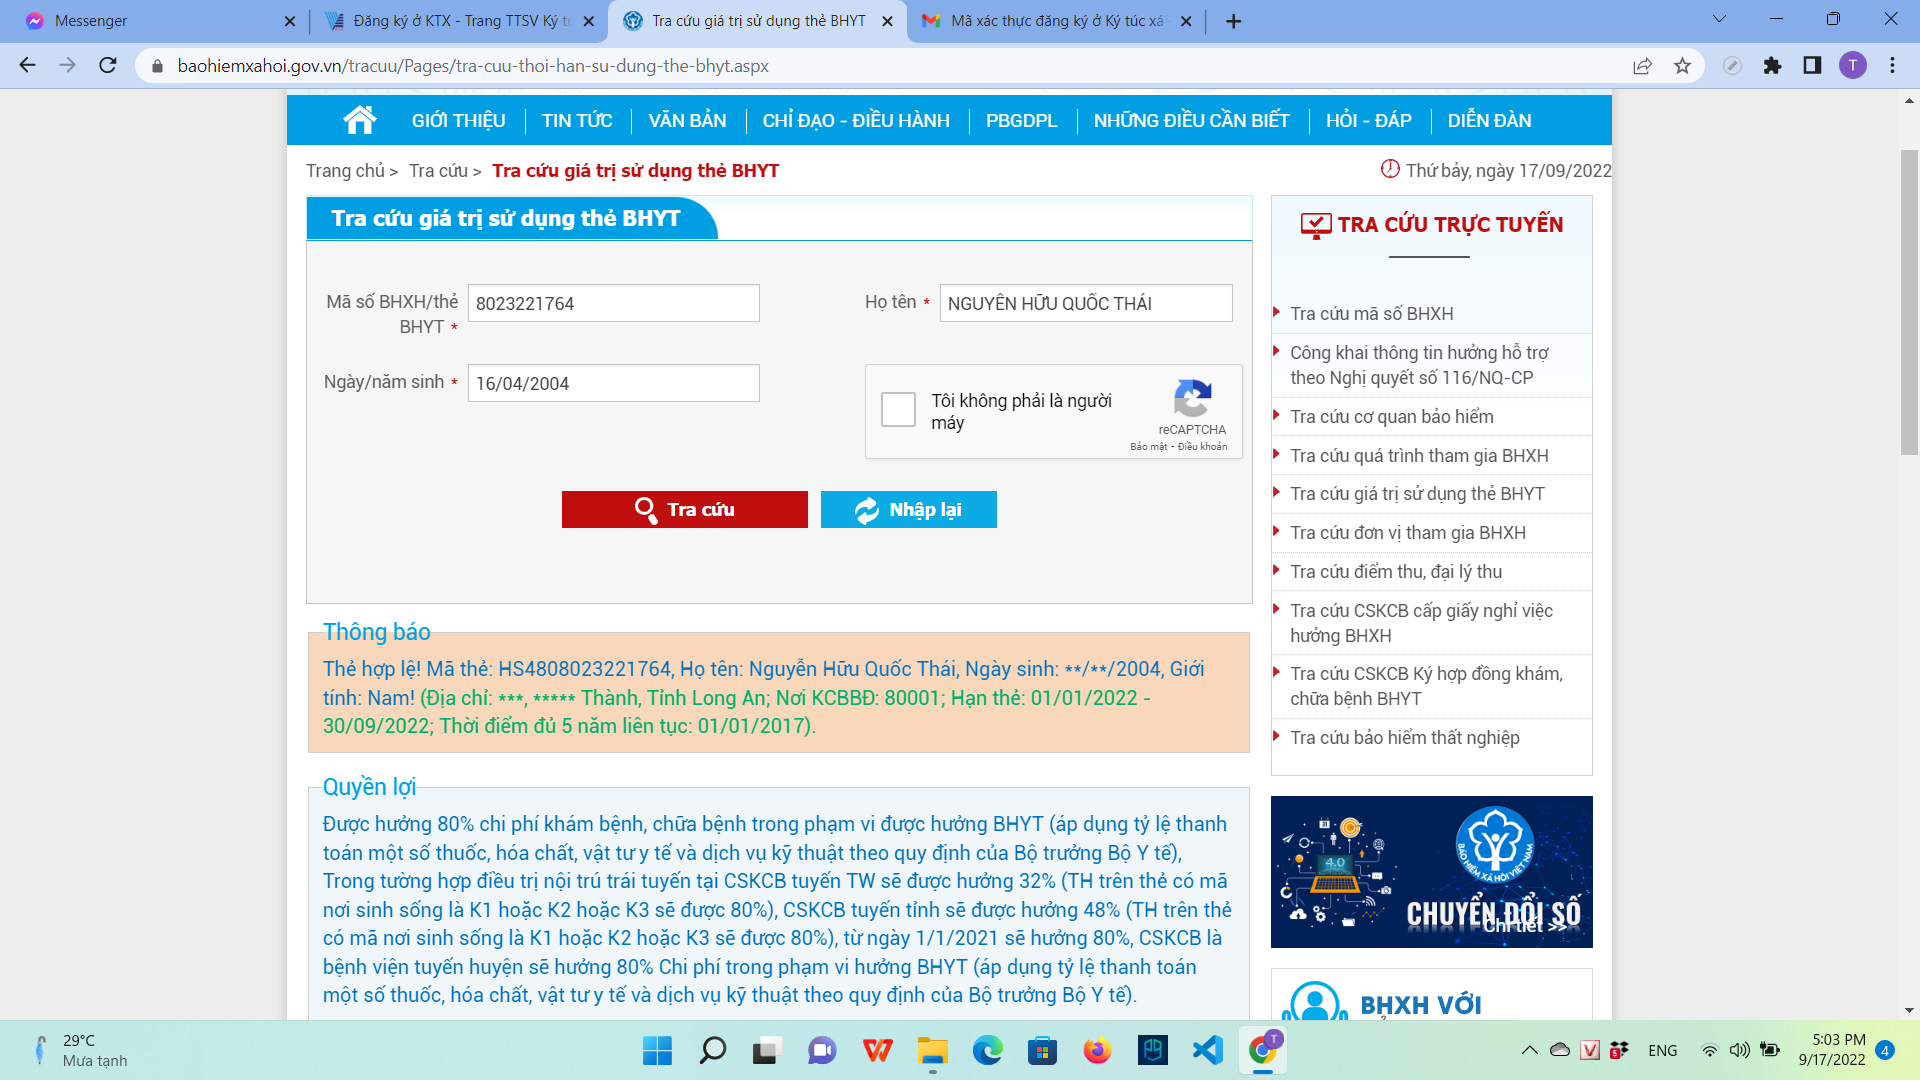 Messenger
Đăng ký ở KTX - Trang TTSV Ký tú
Tra cứu giá trị sử dụng thẻ BHYT
Mã xác thực đăng ký ở Ký túc xá
baohiemxahoi.gov.vn/tracuu/Pages/tra-cuu-thoi-han-su-dung-the-bhyt.aspx
T
GIỚI THIỆU
TIN TỨC
VĂN BẢN
CHỈ ĐẠO - ĐIỀU HÀNH
PBGDPL
NHỮNG ĐIỀU CẦN BIẾT
HỎI - ĐÁP
DIỄN ĐÀN
Trang chủ > Tra cứu > Tra cứu giá trị sử dụng thẻ BHYT
Thứ bảy, ngày 17/09/2022
Tra cứu giá trị sử dụng thẻ BHYT
Mã số BHXH/thẻ
BHYT *
8023221764
Họ tên *
NGUYÊN HỮU QUỐC THÁI
Ngày/năm sinh *
16/04/2004
Tôi không phải là người
máy
reCAPTCHA
Bảo mật - Điều khoản
Tra cứu
Nhập lại
Thông báo
Thẻ hợp lệ! Mã thẻ: HS4808023221764, Họ tên: Nguyễn Hữu Quốc Thái, Ngày sinh: **/**/2004, Giới
tính: Nam! (Địa chỉ: ***, ***** Thành, Tỉnh Long An; Nơi KCBBĐ: 80001; Hạn thẻ: 01/01/2022 -
30/09/2022; Thời điểm đủ 5 năm liên tục: 01/01/2017).
Quyền lợi
Được hưởng 80% chi phí khám bệnh, chữa bệnh trong phạm vi được hưởng BHYT (áp dụng tỷ lệ thanh
toán một số thuốc, hóa chất, vật tư y tế và dịch vụ kỹ thuật theo quy định của Bộ trưởng Bộ Y tế),
Trong tường hợp điều trị nội trú trái tuyến tại CSKCB tuyến TW sẽ được hưởng 32% (TH trên thẻ có mã
nơi sinh sống là K1 hoặc K2 hoặc K3 sẽ được 80%), CSKCB tuyến tỉnh sẽ được hưởng 48% (TH trên thẻ
có mã nơi sinh sống là K1 hoặc K2 hoặc K3 sẽ được 80%), từ ngày 1/1/2021 sẽ hưởng 80%, CSKCB là
bệnh viện tuyến huyện sẽ hưởng 80% Chi phí trong phạm vi hưởng BHYT (áp dụng tỷ lệ thanh toán
một số thuốc, hóa chất, vật tư y tế và dịch vụ kỹ thuật theo quy định của Bộ trưởng Bộ Y tế).
TRA CỨU TRỰC TUYẾN
Tra cứu mã số BHXH
Công khai thông tin hưởng hỗ trợ
theo Nghị quyết số 116/NQ-CP
Tra cứu cơ quan bảo hiểm
Tra cứu quá trình tham gia BHXH
Tra cứu giá trị sử dụng thẻ BHYT
Tra cứu đơn vị tham gia BHXH
Tra cứu điểm thu, đại lý thu
Tra cứu CSKCB cấp giấy nghỉ việc
hưởng BHXH
Tra cứu CSKCB Ký hợp đồng khám,
chữa bệnh BHYT
Tra cứu bảo hiểm thất nghiệp
4.0
BẢO HIỂM XÃ HỘI VIỆT NAM
CHUYỂN ĐỔI SỐ
Chi tiết >>
BHXH VỚI
29°C
Mưa tạnh
ENG
5:03 PM
9/17/2022
4